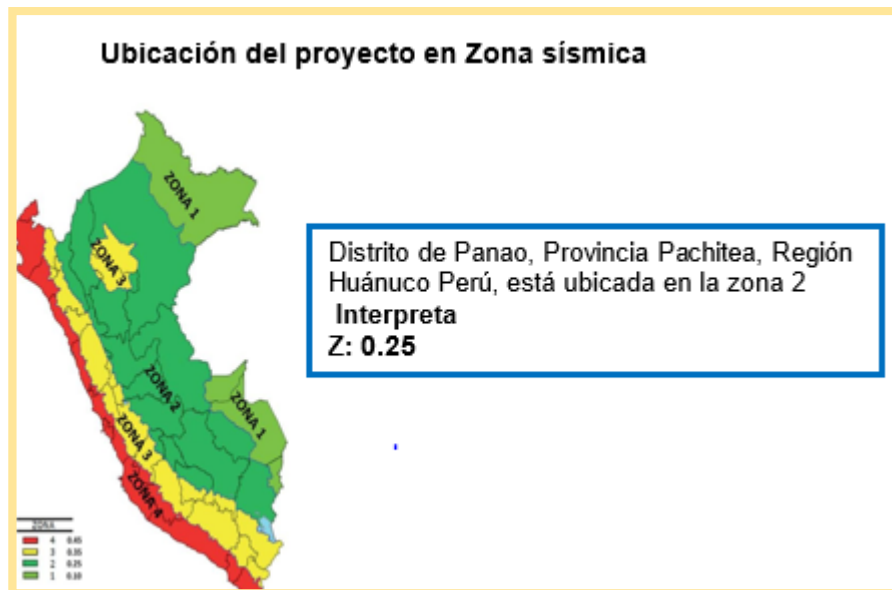 Ubicación del proyecto en Zona sísmica
ZONA 1
ZONA 3
ZONA 2
ZONA 1
ZONA 3
ZONA 4
Distrito de Panao, Provincia Pachitea, Región
Huánuco Perú, está ubicada en la zona 2
Interpreta
Z: 0.25
ZONA
4 0.45
3 0.35
2 0.25
1 0.10